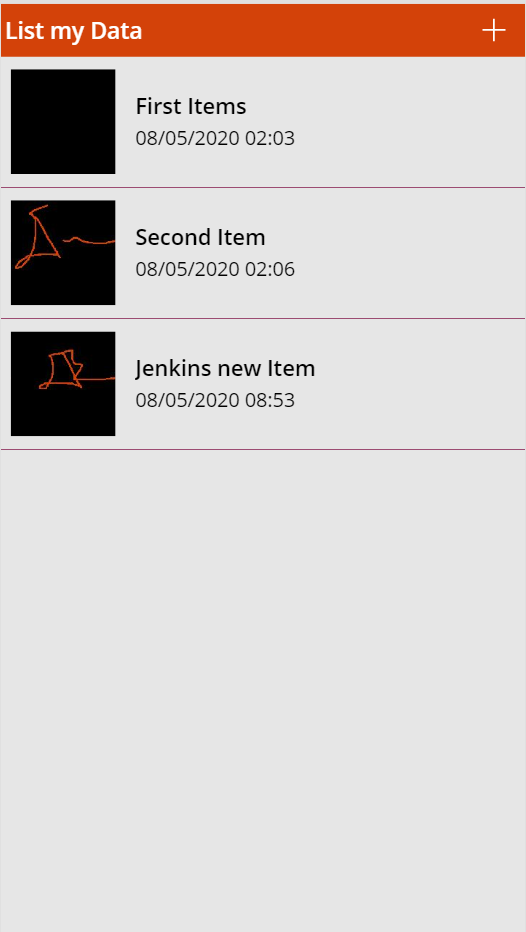 List my Data
First Items
08/05/2020 02:03
Second Item
08/05/2020 02:06
Jenkins new Item
08/05/2020 08:53